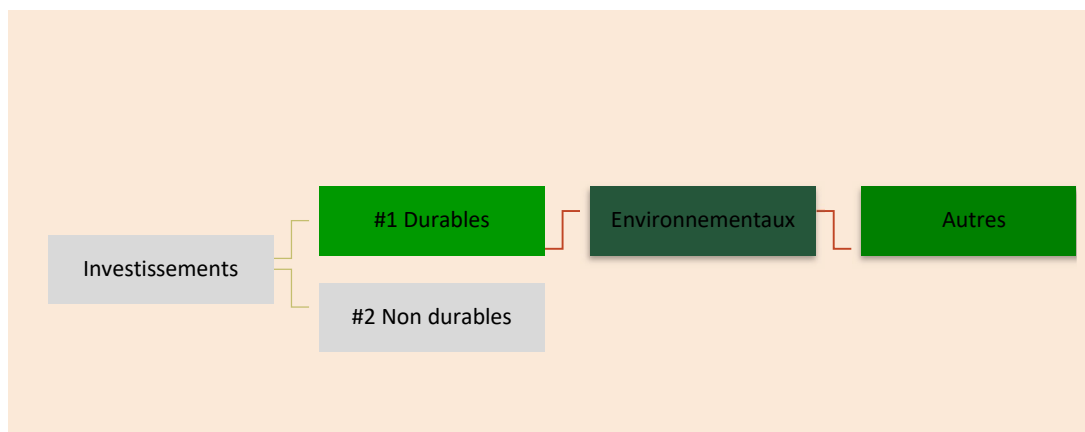 Investissements
#1 Durables
#2 Non durables
Environnementaux
Autres